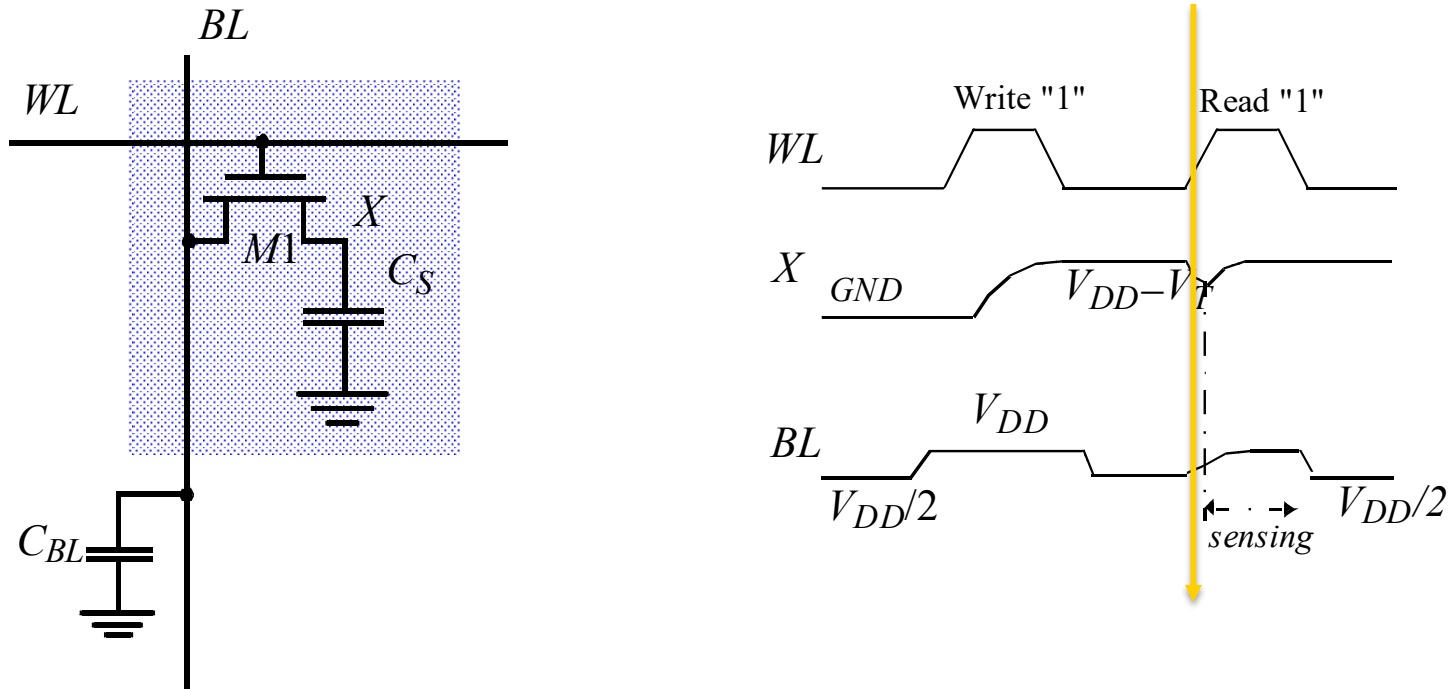 BL
WL
X
M1
C_S
C_BL
Write "1"
Read "1"
WL
X
GND
V_DD−V_T
V_DD
BL
V_DD/2
V_DD/2
sensing